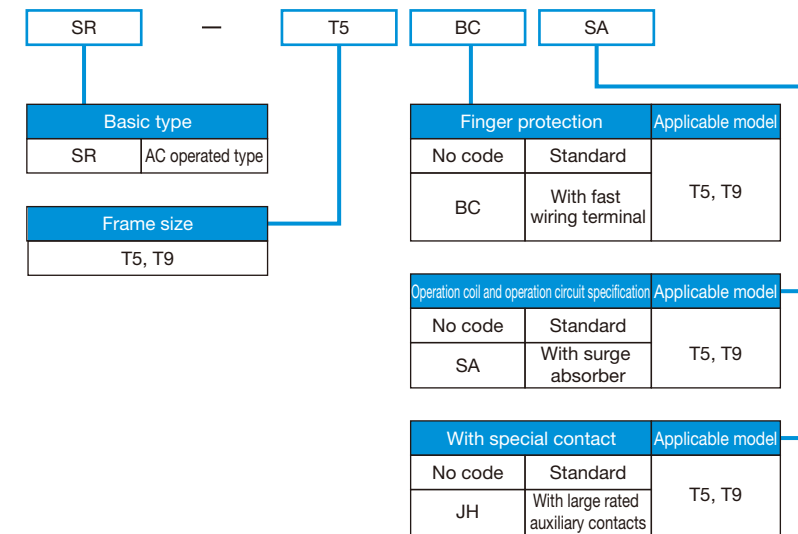 SR — T5 BC SA
Basic type
SR AC operated type
Frame size
T5, T9
Finger protection Applicable model
No code Standard
BC With fast
wiring terminal
T5, T9
Operation coil and operation circuit specification Applicable model
No code Standard
SA With surge
absorber
T5, T9
With special contact Applicable model
No code Standard
JH With large rated
auxiliary contacts
T5, T9